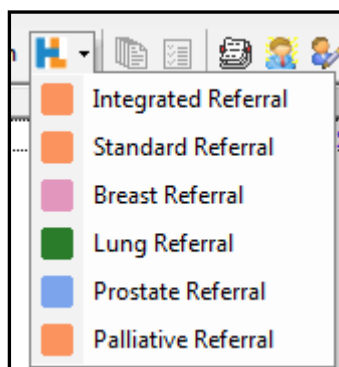 Integrated Referral
Standard Referral
Breast Referral
Lung Referral
Prostate Referral
Palliative Referral